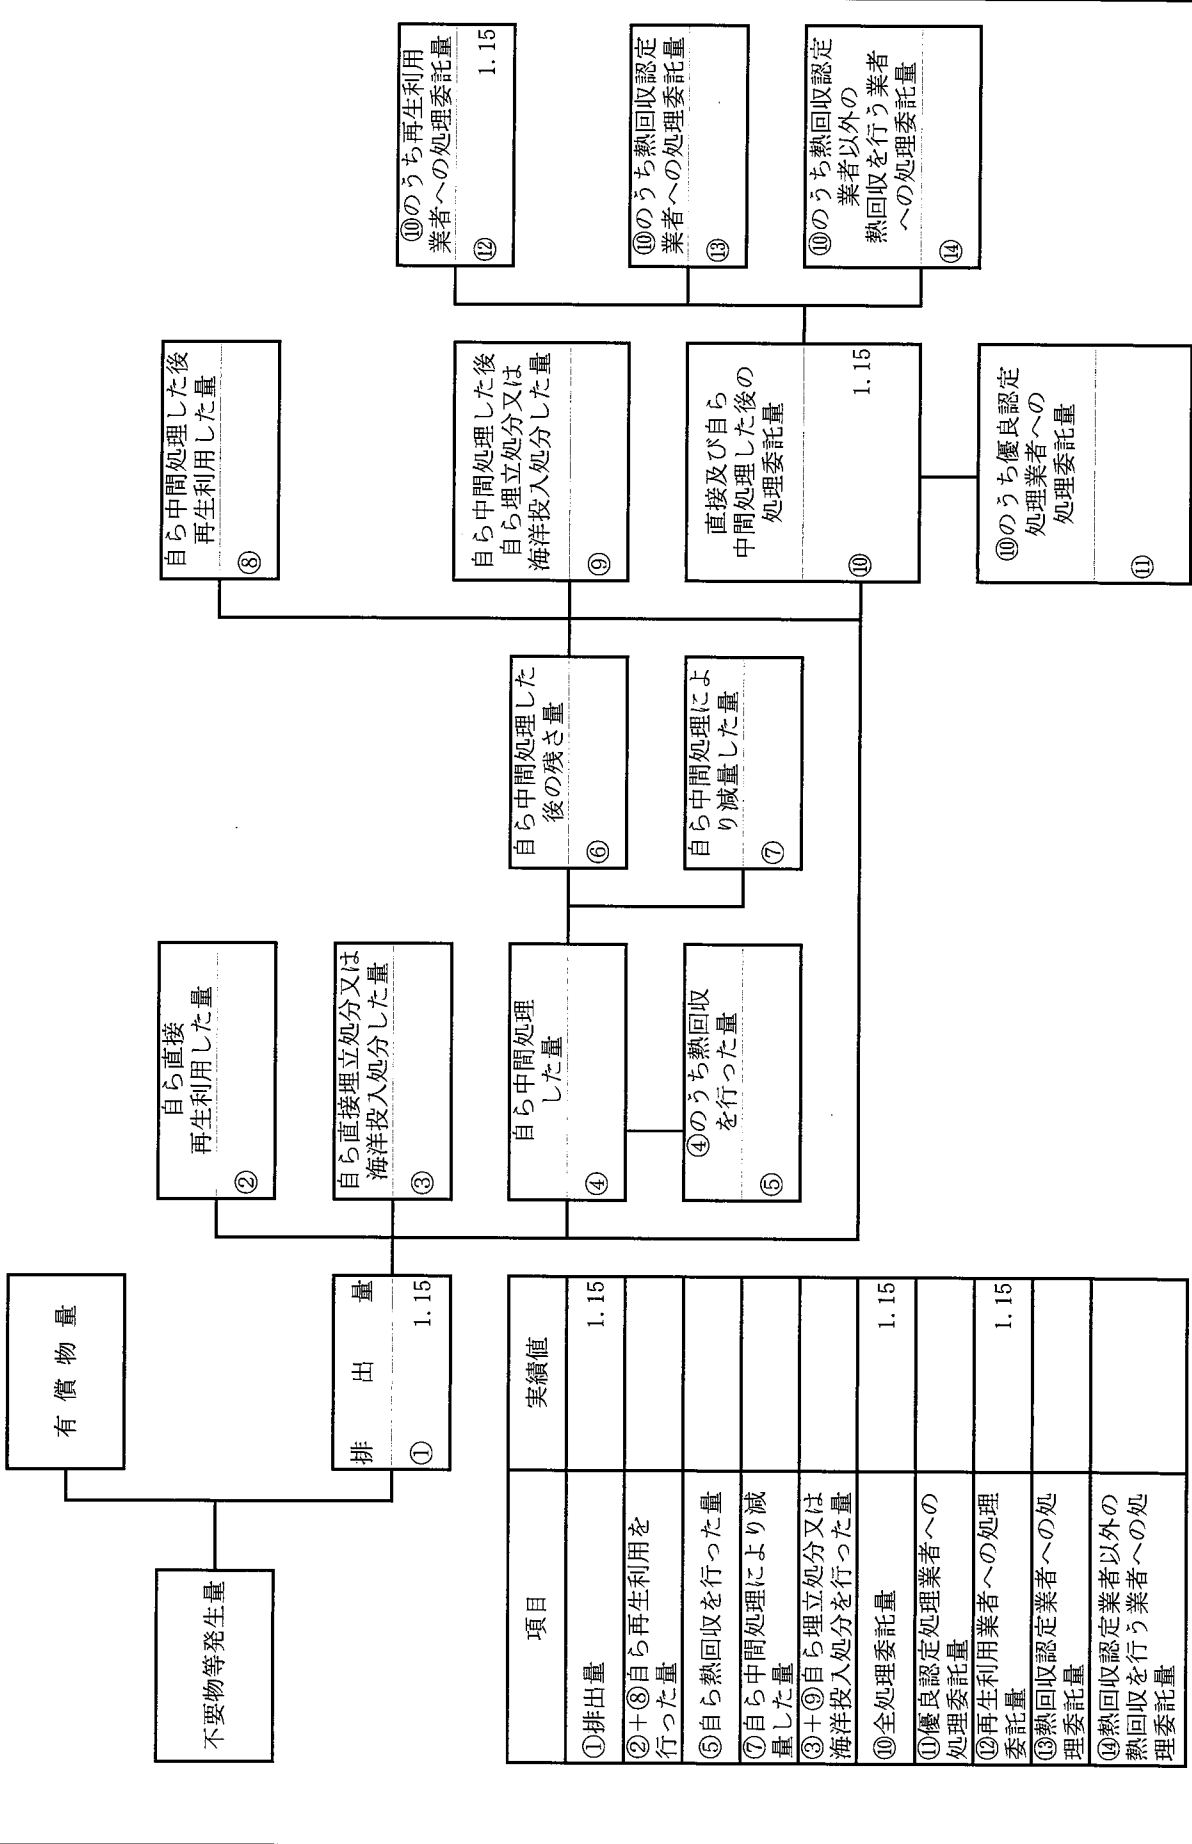 不要物等発生量
有償物量
排出量
① 1.15
自ら直接
再生利用した量
②
自ら直接埋立処分又は
海洋投入処分した量
③
自ら中間処理
した量
④
④のうち熱回収
を行った量
⑤
自ら中間処理した
後の残さ量
⑥
自ら中間処理によ
り減量した量
⑦
自ら中間処理した後
再生利用した量
⑧
自ら中間処理した後
自ら埋立処分又は
海洋投入処分した量
⑨
直接及び自ら
中間処理した後の
処理委託量
⑩ 1.15
⑩のうち優良認定
処理業者への
処理委託量
⑪
⑩のうち再生利用
業者への処理委託量
⑫ 1.15
⑩のうち熱回収認定
業者への処理委託量
⑬
⑩のうち熱回収認定
業者以外の
熱回収を行う業者
への処理委託量
⑭
項目 実績値
①排出量 1.15
②+⑧自ら再生利用を
行った量
⑤自ら熱回収を行った量
⑦自ら中間処理により減
量した量
③+⑨自ら埋立処分又は
海洋投入処分を行った量
⑩全処理委託量 1.15
⑪優良認定処理業者への
処理委託量
⑫再生利用業者への処理
委託量 1.15
⑬熱回収認定業者への処
理委託量
⑭熱回収認定業者以外の
熱回収を行う業者への処
理委託量